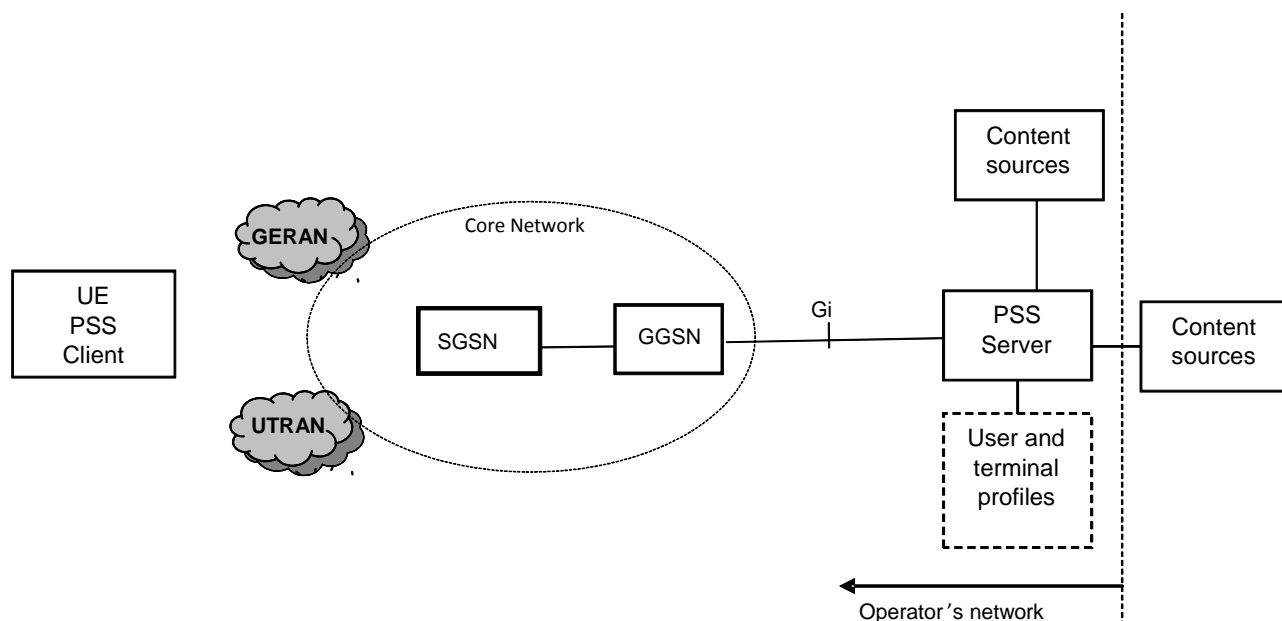 Content
sources
GERAN
Core Network
UE
PSS
Client
SGSN
GGSN
Gi
PSS
Server
Content
sources
UTRAN
User and
terminal
profiles
Operator’s network